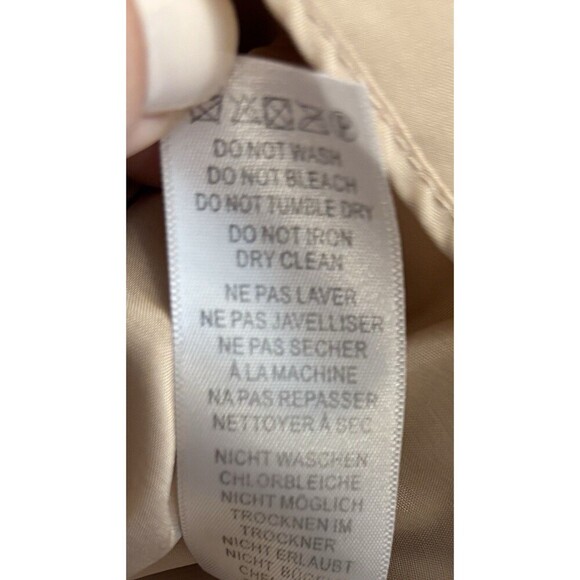 DO NOT WASH
DO NOT BLEACH
DO NOT TUMBLE DRY
DO NOT IRON
DRY CLEAN
NE PAS LAVER
NE PAS JAVELLISER
NE PAS SECHER
À LA MACHINE
NA PAS REPASSER
NETTOYER À SEC
NICHT WASCHEN
CHLORBLEICHE
NICHT MÖGLICH
TROCKNEN IM
TROCKNER
NICHT ERLAUBT
NICHT